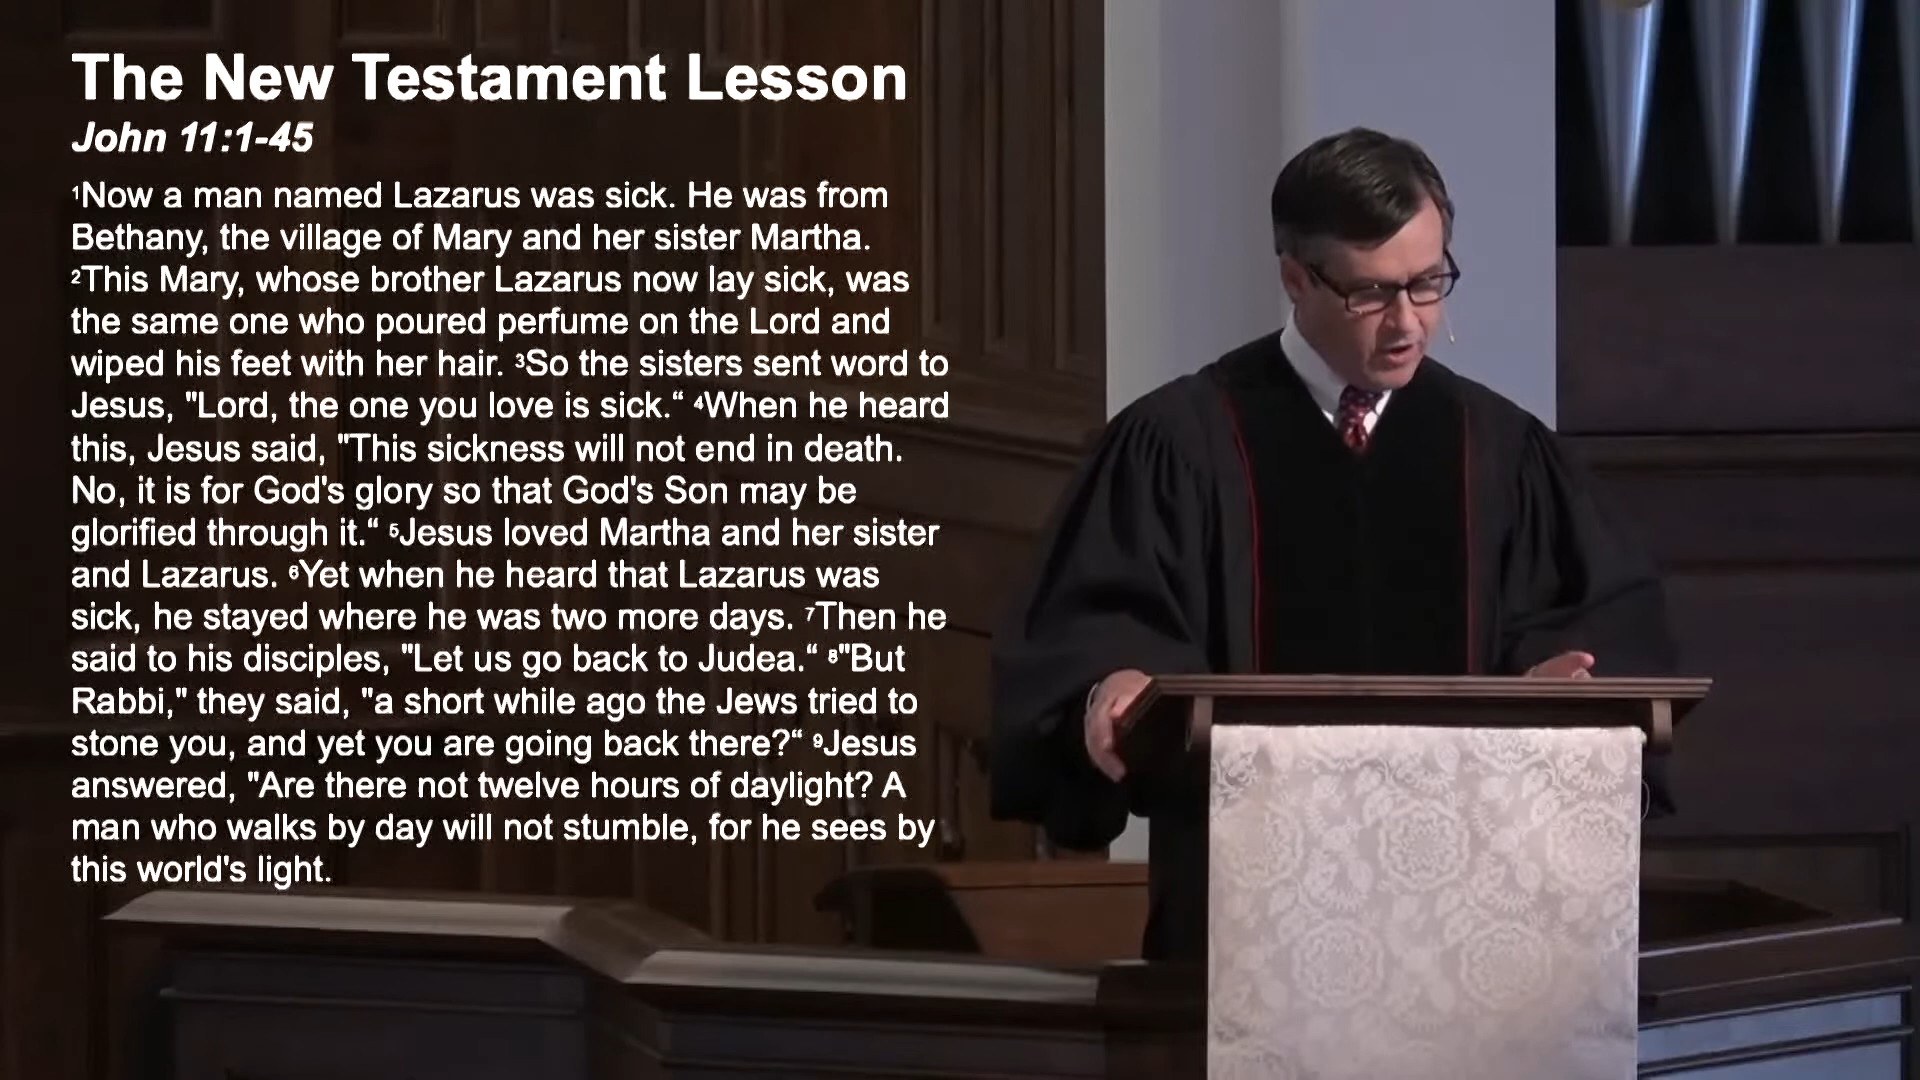 The New Testament Lesson
John 11:1-45
¹Now a man named Lazarus was sick. He was from
Bethany, the village of Mary and her sister Martha.
²This Mary, whose brother Lazarus now lay sick, was
the same one who poured perfume on the Lord and
wiped his feet with her hair. ³So the sisters sent word to
Jesus, "Lord, the one you love is sick.“ ⁴When he heard
this, Jesus said, "This sickness will not end in death.
No, it is for God's glory so that God's Son may be
glorified through it.“ ⁵Jesus loved Martha and her sister
and Lazarus. ⁶Yet when he heard that Lazarus was
sick, he stayed where he was two more days. ⁷Then he
said to his disciples, "Let us go back to Judea.“ ⁸"But
Rabbi," they said, "a short while ago the Jews tried to
stone you, and yet you are going back there?“ ⁹Jesus
answered, "Are there not twelve hours of daylight? A
man who walks by day will not stumble, for he sees by
this world's light.